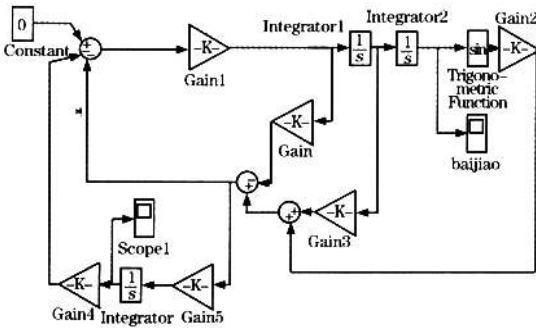 0
Constant
-K-
Gain1
Integrator1
1
s
Integrator2
1
s
sin
Trigono-
metric
Function
Gain2
-K-
-K-
Gain
baijiao
-K-
Gain3
Scope1
-K-
Gain4
1
s
Integrator
-K-
Gain5